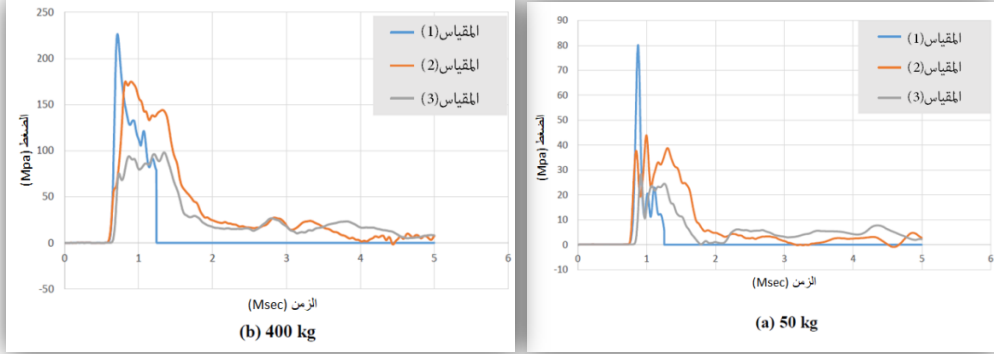 250
200
150
100
50
0
-50
0 1 2 3 4 5 6
الضغط (Mpa)
الزمن (Msec)
المقياس(1)
المقياس(2)
المقياس(3)
(b) 400 kg
90
80
70
60
50
40
30
20
10
0
-10
0 1 2 3 4 5 6
الضغط (Mpa)
الزمن (Msec)
المقياس(1)
المقياس(2)
المقياس(3)
(a) 50 kg